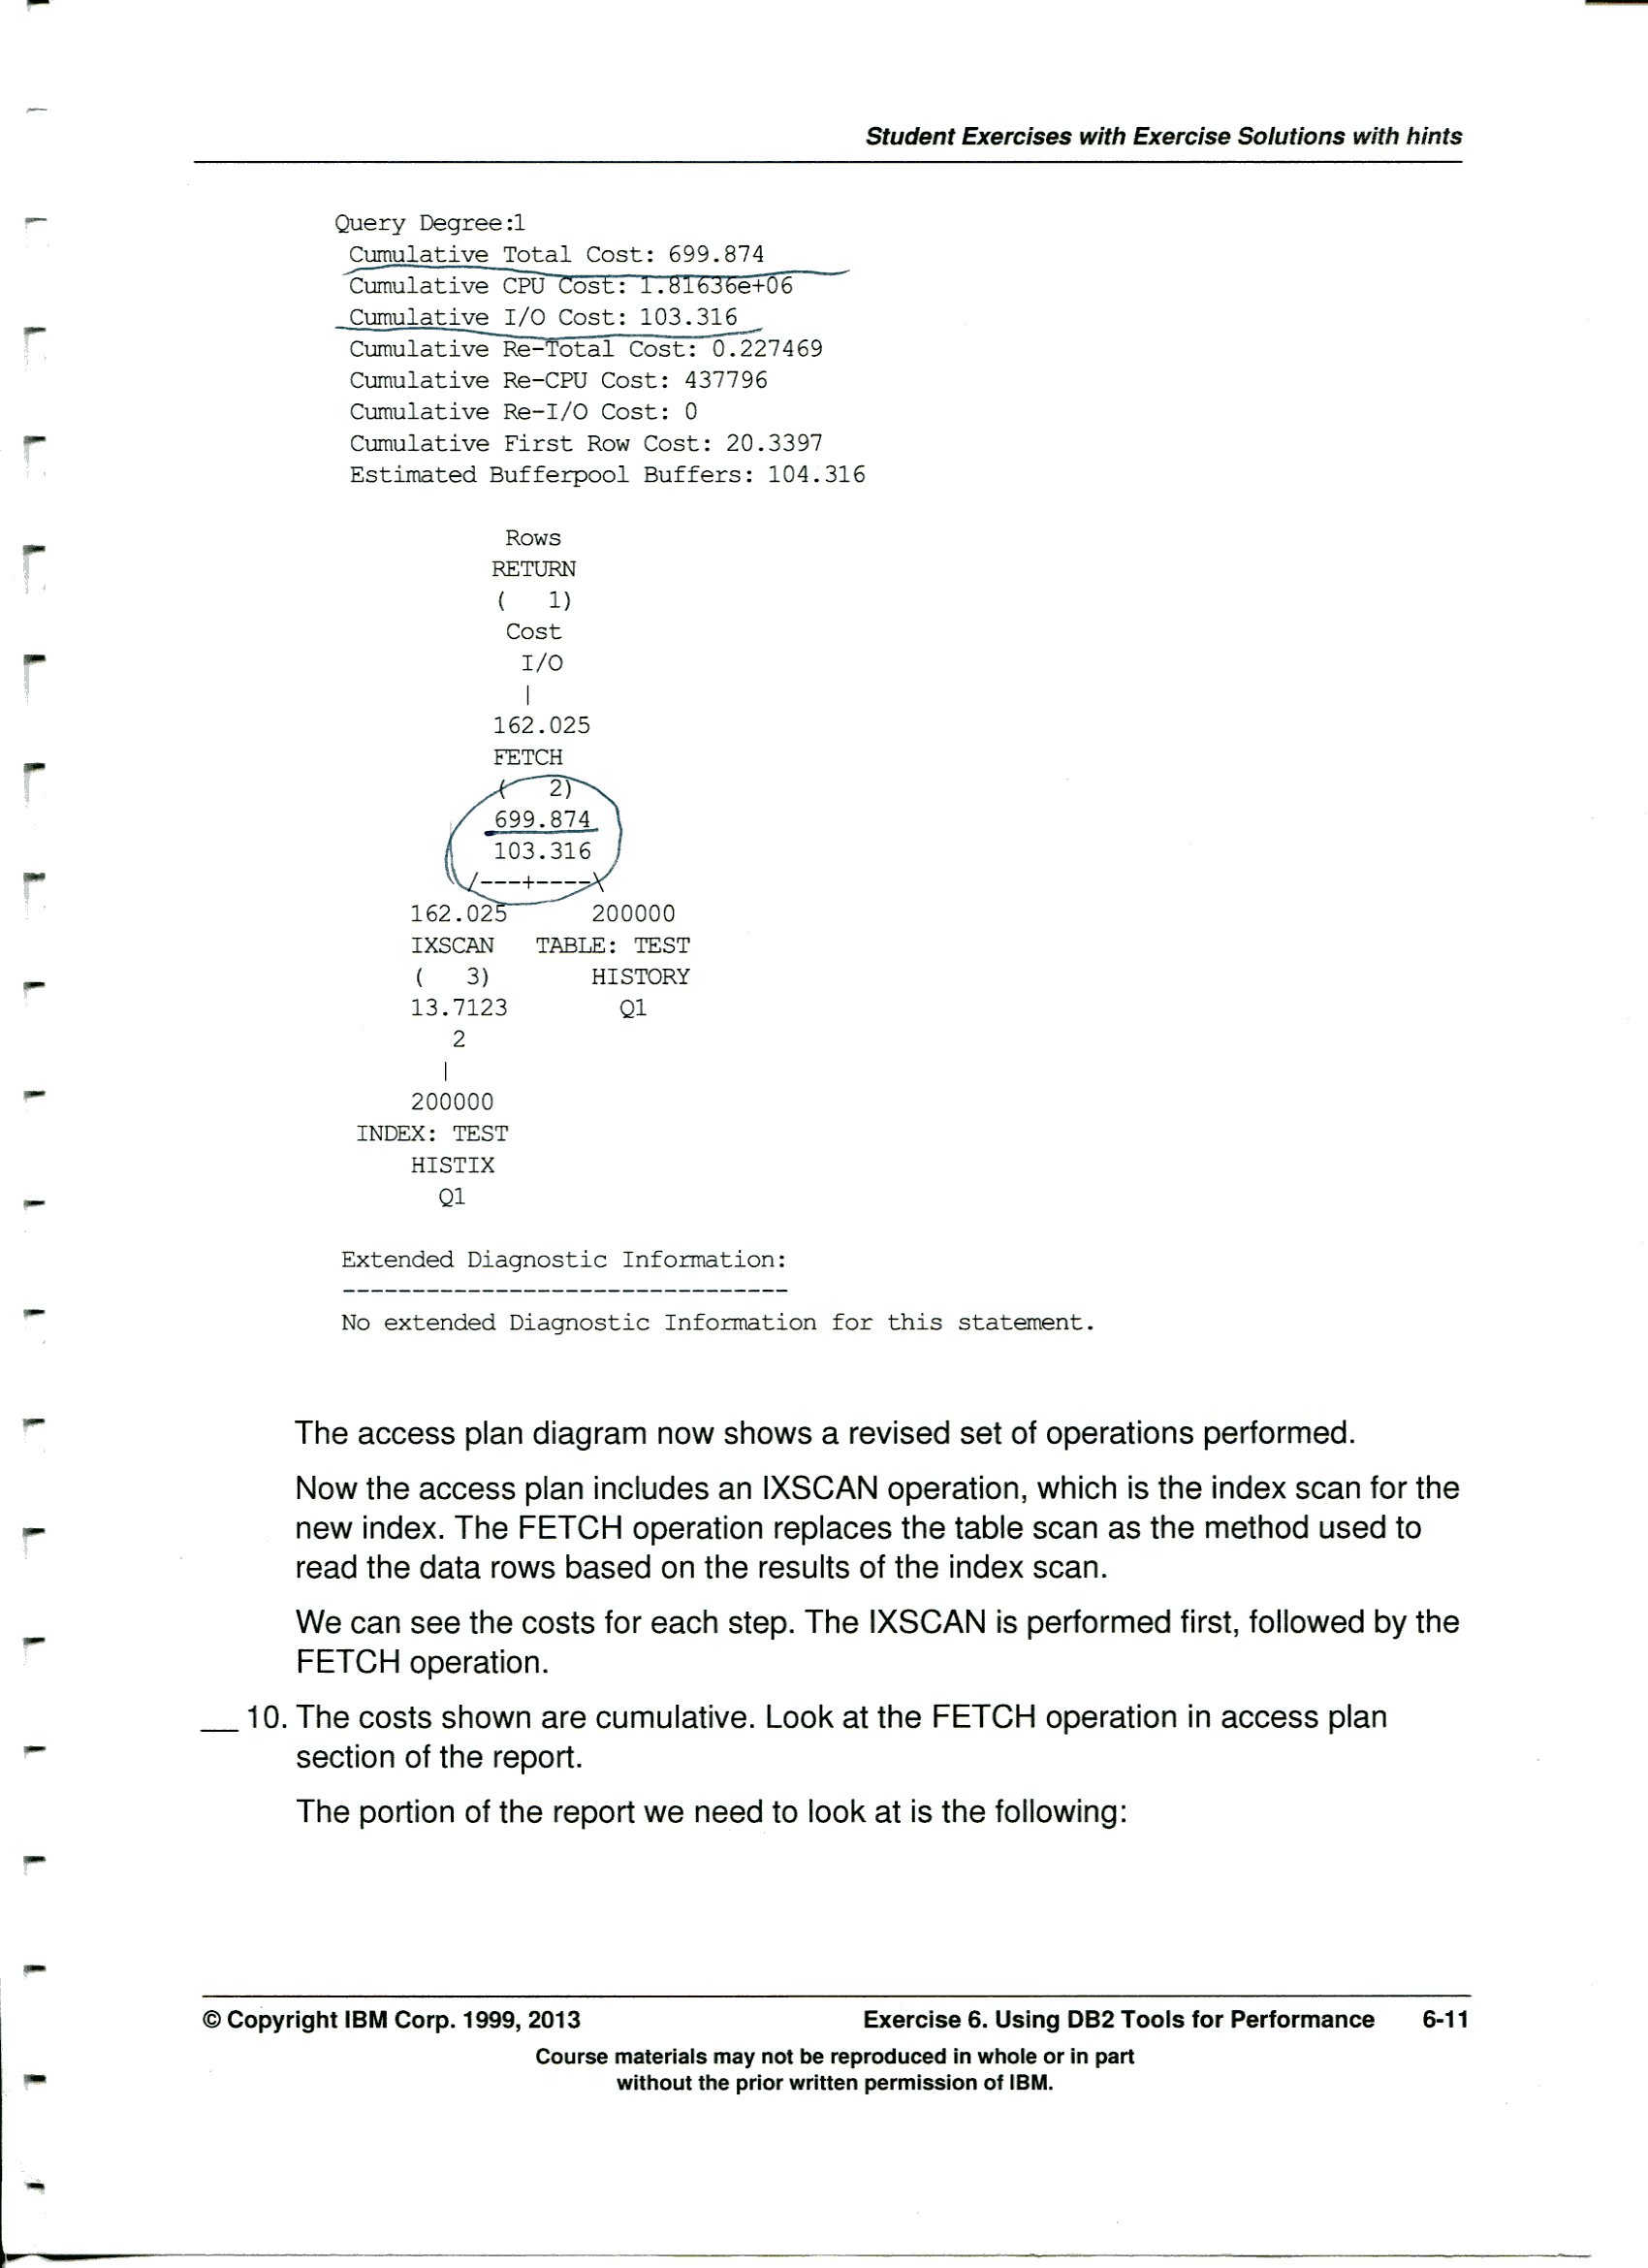 Student Exercises with Exercise Solutions with hints
Query Degree:1
Cumulative Total Cost: 699.874
Cumulative CPU Cost: 1.81636e+06
Cumulative I/O Cost: 103.316
Cumulative Re-Total Cost: 0.227469
Cumulative Re-CPU Cost: 437796
Cumulative Re-I/O Cost: 0
Cumulative First Row Cost: 20.3397
Estimated Bufferpool Buffers: 104.316
Rows
RETURN
(   1)
Cost
I/O
|
162.025
FETCH
(   2)
699.874
103.316
/---+----\
162.025      200000
IXSCAN   TABLE: TEST
(   3)       HISTORY
13.7123        Q1
2
|
200000
INDEX: TEST
HISTIX
Q1
Extended Diagnostic Information:
--------------------------------
No extended Diagnostic Information for this statement.
The access plan diagram now shows a revised set of operations performed.
Now the access plan includes an IXSCAN operation, which is the index scan for the
new index. The FETCH operation replaces the table scan as the method used to
read the data rows based on the results of the index scan.
We can see the costs for each step. The IXSCAN is performed first, followed by the
FETCH operation.
__ 10. The costs shown are cumulative. Look at the FETCH operation in access plan
section of the report.
The portion of the report we need to look at is the following:
© Copyright IBM Corp. 1999, 2013 Exercise 6. Using DB2 Tools for Performance 6-11
Course materials may not be reproduced in whole or in part
without the prior written permission of IBM.